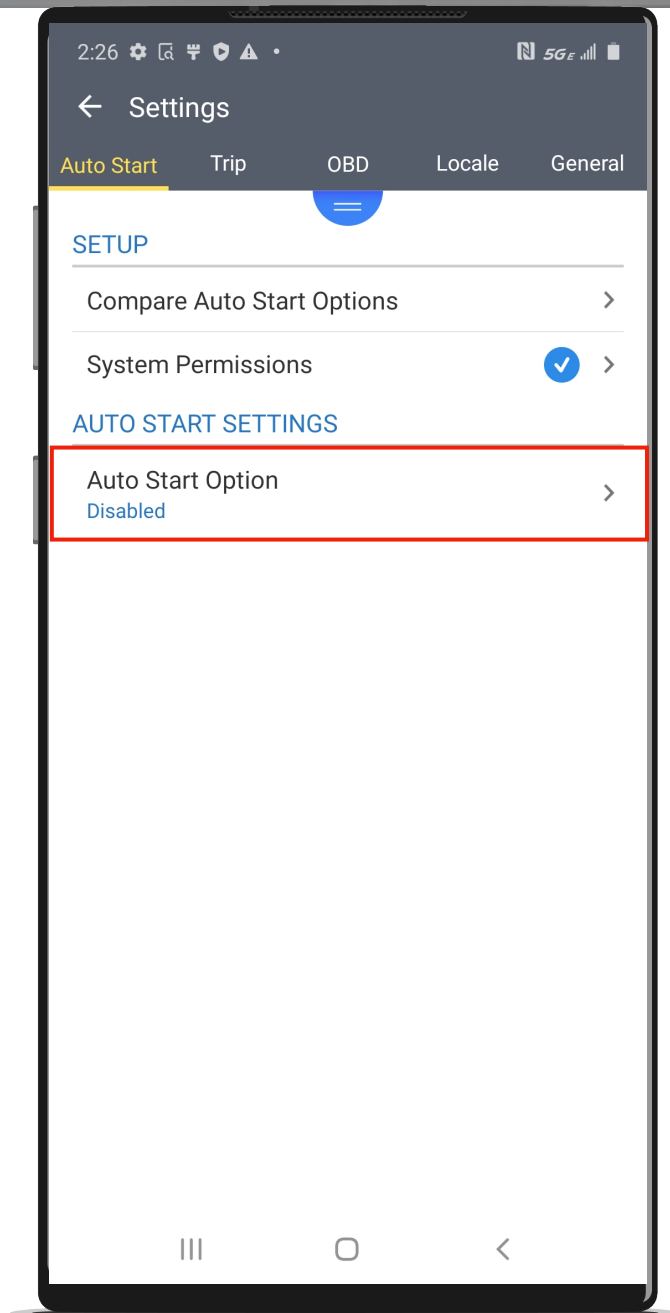 2:26 5GE
Settings
Auto Start Trip OBD Locale General
SETUP
Compare Auto Start Options
System Permissions
AUTO START SETTINGS
Auto Start Option
Disabled